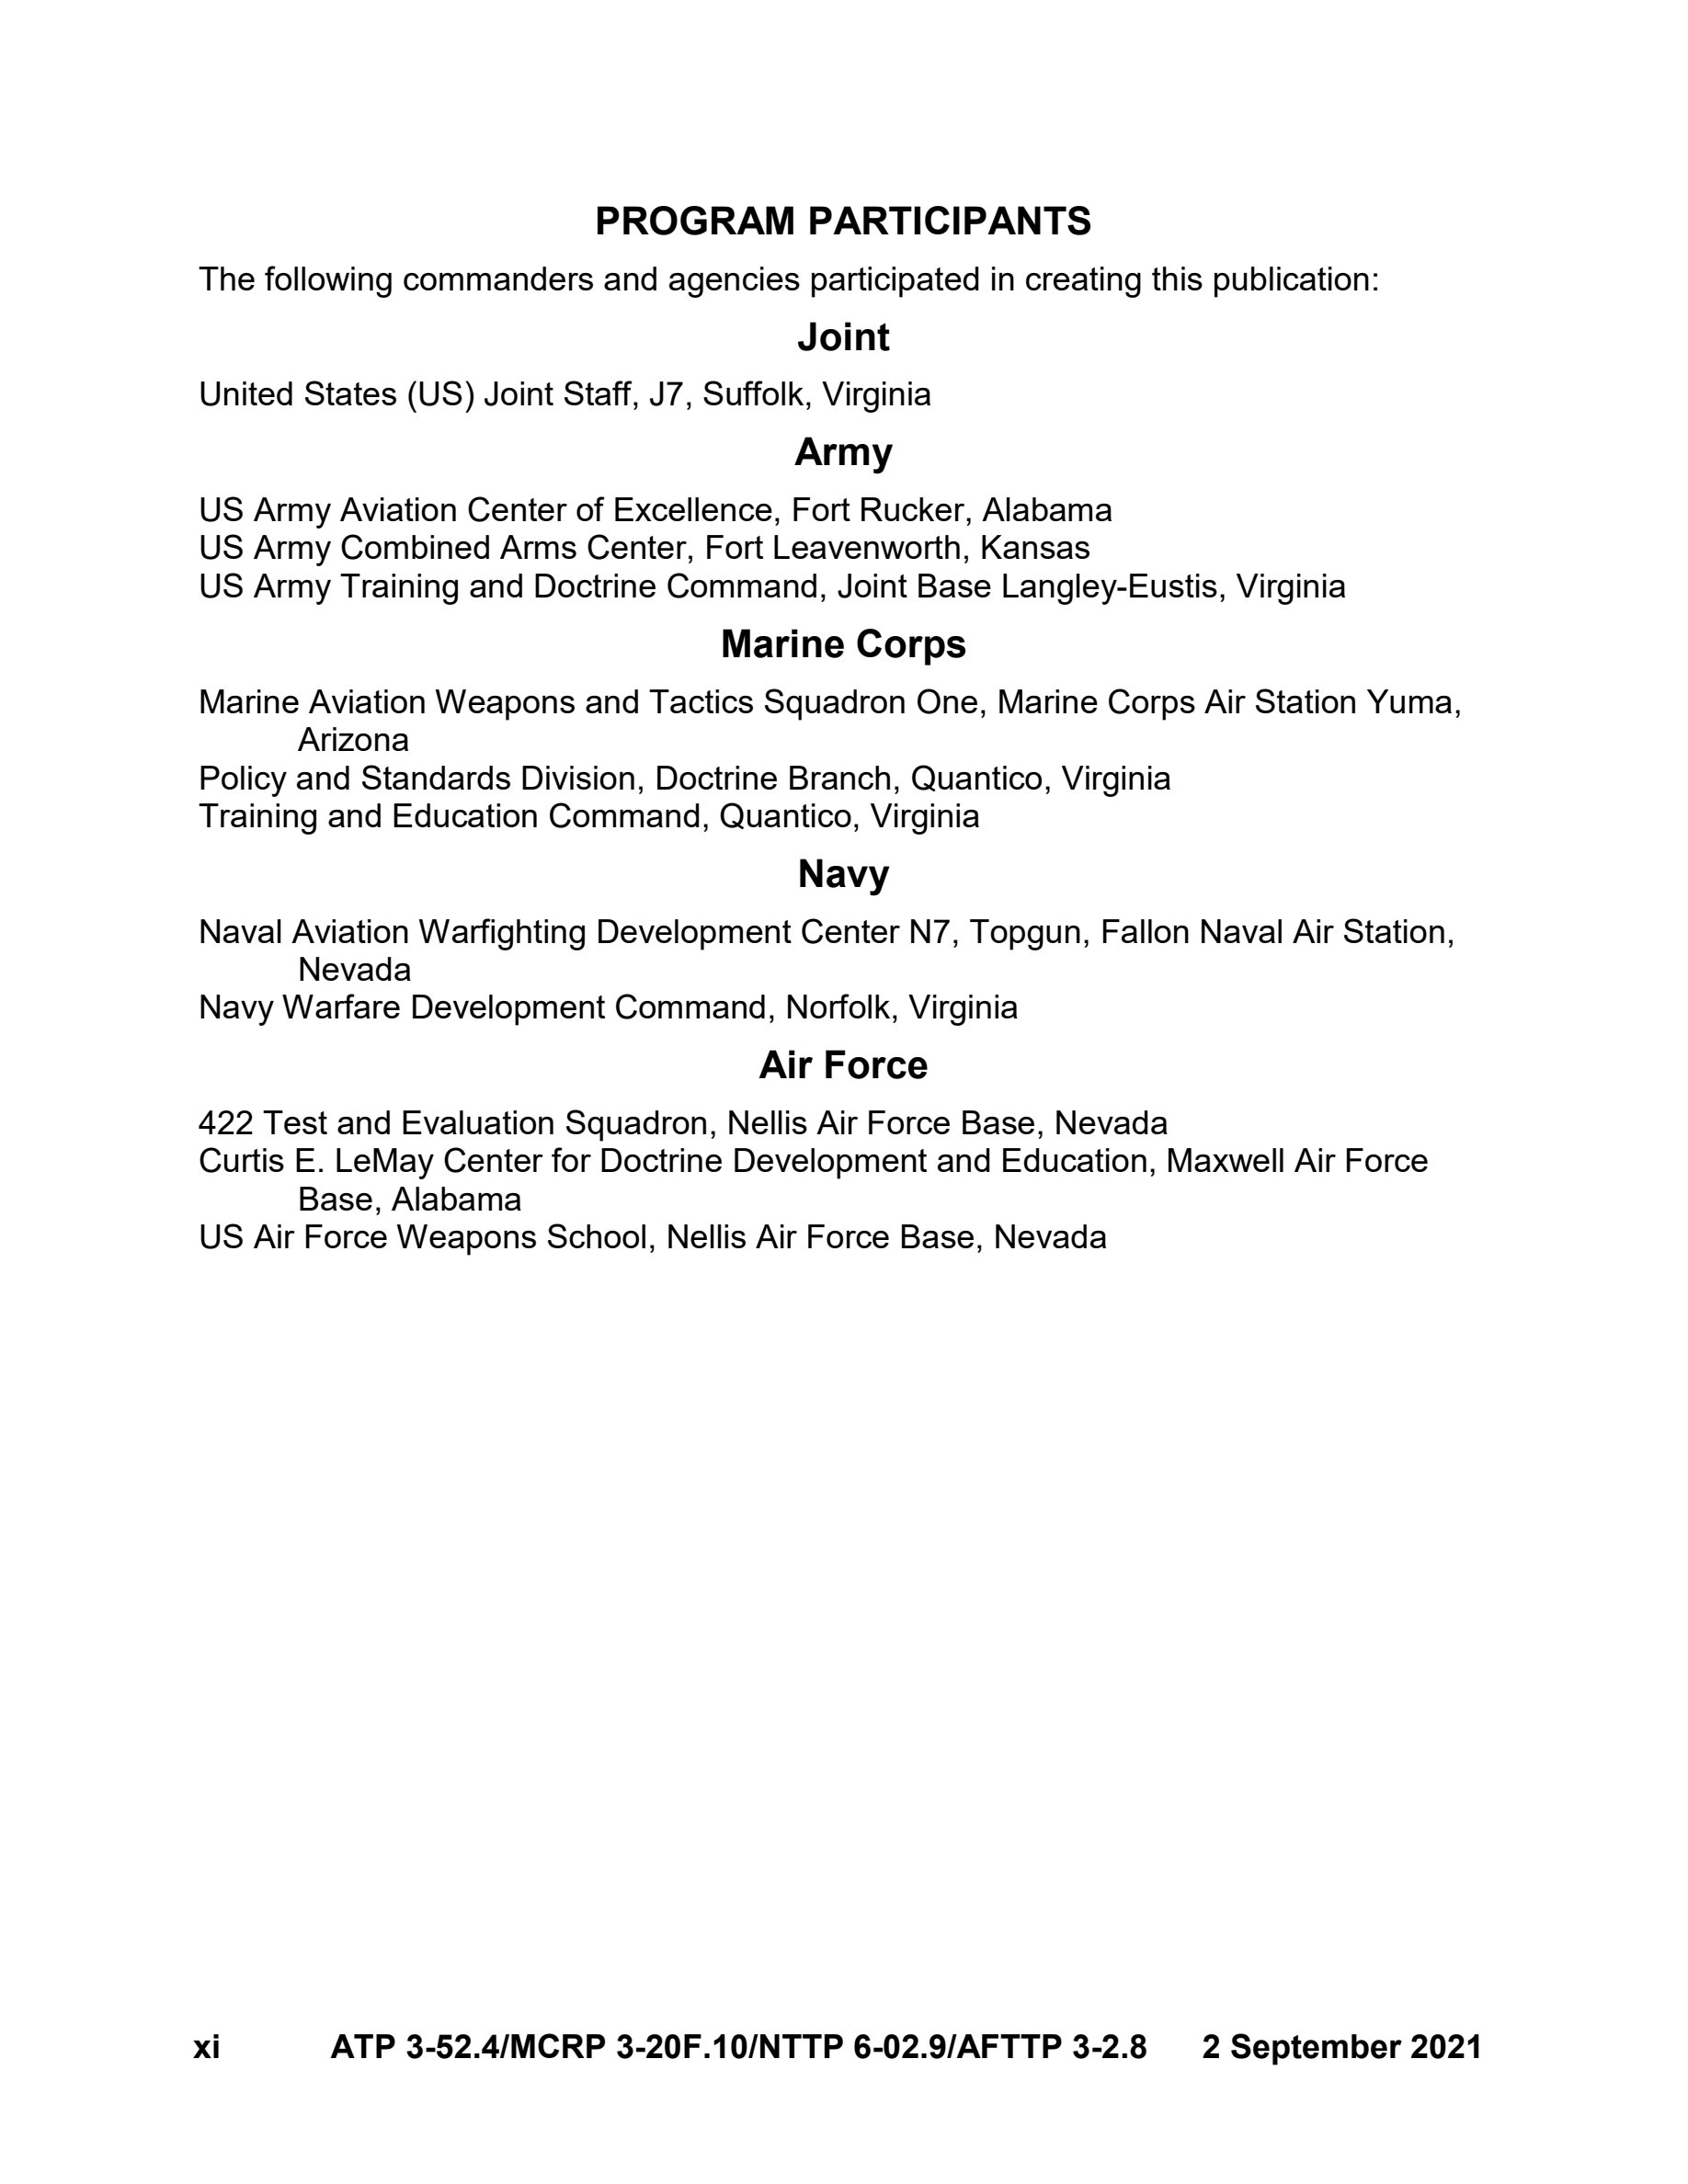 PROGRAM PARTICIPANTS
The following commanders and agencies participated in creating this publication:
Joint
United States (US) Joint Staff, J7, Suffolk, Virginia
Army
US Army Aviation Center of Excellence, Fort Rucker, Alabama
US Army Combined Arms Center, Fort Leavenworth, Kansas
US Army Training and Doctrine Command, Joint Base Langley-Eustis, Virginia
Marine Corps
Marine Aviation Weapons and Tactics Squadron One, Marine Corps Air Station Yuma,
Arizona
Policy and Standards Division, Doctrine Branch, Quantico, Virginia
Training and Education Command, Quantico, Virginia
Navy
Naval Aviation Warfighting Development Center N7, Topgun, Fallon Naval Air Station,
Nevada
Navy Warfare Development Command, Norfolk, Virginia
Air Force
422 Test and Evaluation Squadron, Nellis Air Force Base, Nevada
Curtis E. LeMay Center for Doctrine Development and Education, Maxwell Air Force
Base, Alabama
US Air Force Weapons School, Nellis Air Force Base, Nevada
xi ATP 3-52.4/MCRP 3-20F.10/NTTP 6-02.9/AFTTP 3-2.8 2 September 2021